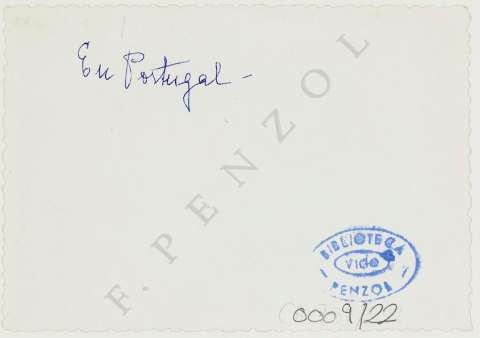 En Portugal -
F. PENZOL
BIBLIOTECA
VIGO
PENZOL
0009/22